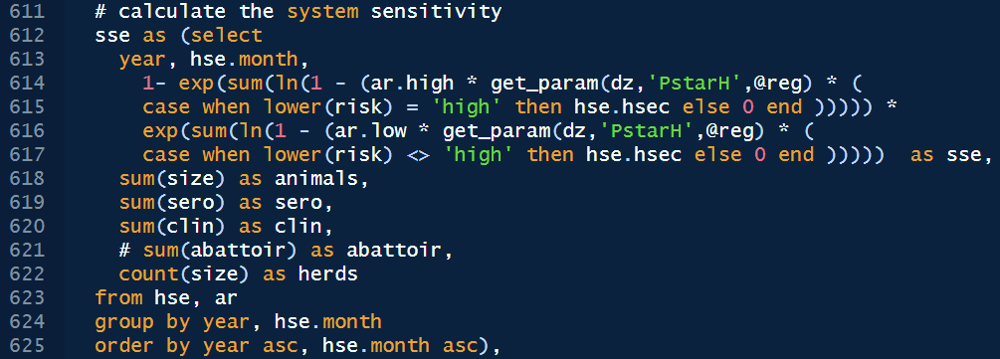 611 # calculate the system sensitivity
612 sse as (select
613 year, hse.month,
614 1- exp(sum(ln(1 - (ar.high * get_param(dz,'PstarH',@reg) * (
615 case when lower(risk) = 'high' then hse.hsec else 0 end ))))) *
616 exp(sum(ln(1 - (ar.low * get_param(dz,'PstarH',@reg) * (
617 case when lower(risk) <> 'high' then hse.hsec else 0 end ))))) as sse,
618 sum(size) as animals,
619 sum(sero) as sero,
620 sum(clin) as clin,
621 # sum(abattoir) as abattoir,
622 count(size) as herds
623 from hse, ar
624 group by year, hse.month
625 order by year asc, hse.month asc),